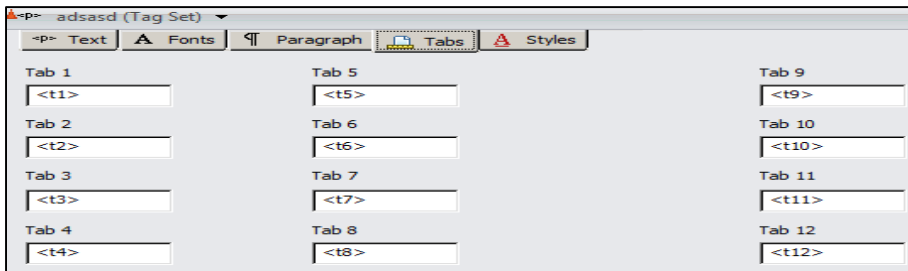 <p> adsasd (Tag Set)
<p> Text A Fonts ¶ Paragraph Tabs A Styles
Tab 1 Tab 5 Tab 9
<t1> <t5> <t9>
Tab 2 Tab 6 Tab 10
<t2> <t6> <t10>
Tab 3 Tab 7 Tab 11
<t3> <t7> <t11>
Tab 4 Tab 8 Tab 12
<t4> <t8> <t12>